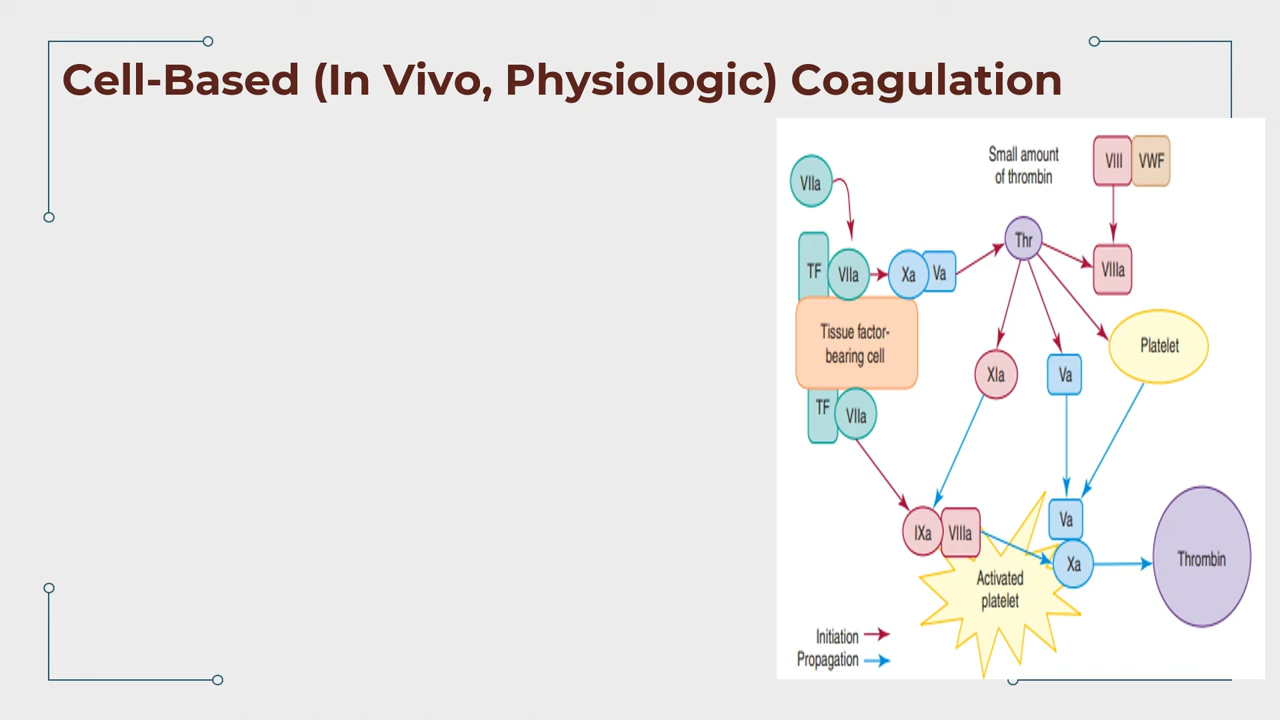 Cell-Based (In Vivo, Physiologic) Coagulation
Small amount
of thrombin
VIII
VWF
VIIa
Thr
TF
VIIa
Xa
Va
VIIIa
Tissue factor-
bearing cell
Platelet
XIa
Va
TF
VIIa
IXa
VIIIa
Va
Xa
Thrombin
Activated
platelet
Initiation
Propagation